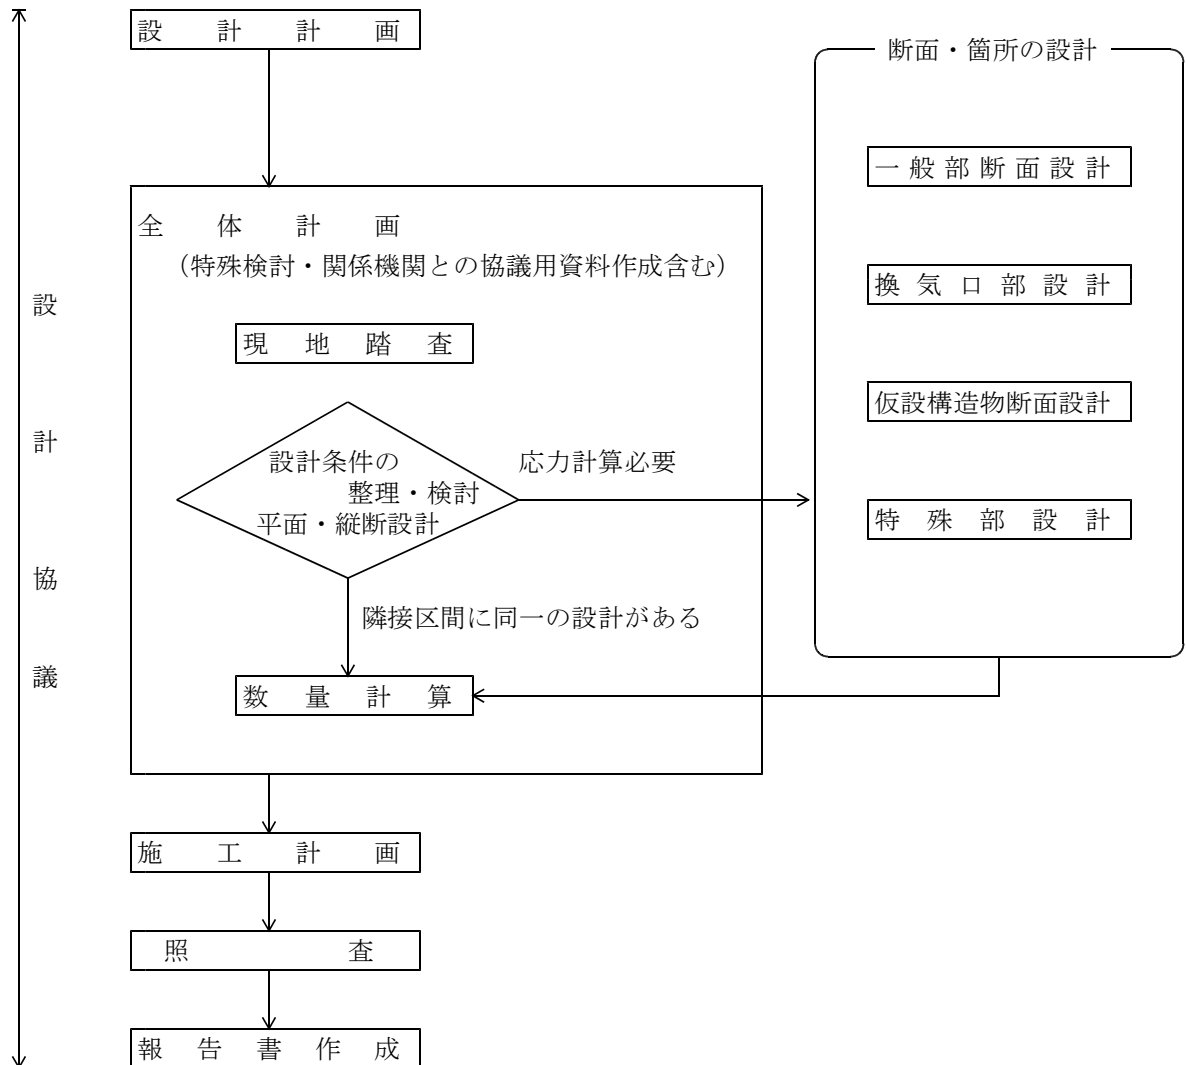 設計計画
全体計画
（特殊検討・関係機関との協議用資料作成含む）
現地踏査
設計条件の
整理・検討
平面・縦断設計
応力計算必要
隣接区間に同一の設計がある
数量計算
施工計画
照査
報告書作成
設計協議
断面・箇所の設計
一般部断面設計
換気口部設計
仮設構造物断面設計
特殊部設計